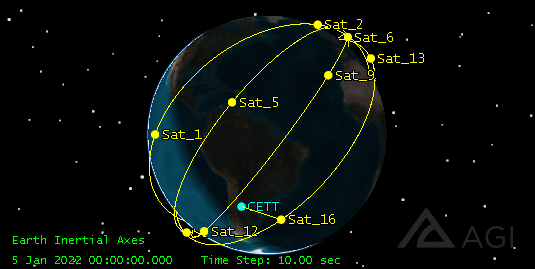 Sat_2
Sat_6
Sat_13
Sat_9
Sat_5
Sat_1
CETT
Sat_16
Sat_12
AGI
Earth Inertial Axes
5 Jan 2022 00:00:00.000 Time Step: 10.00 sec